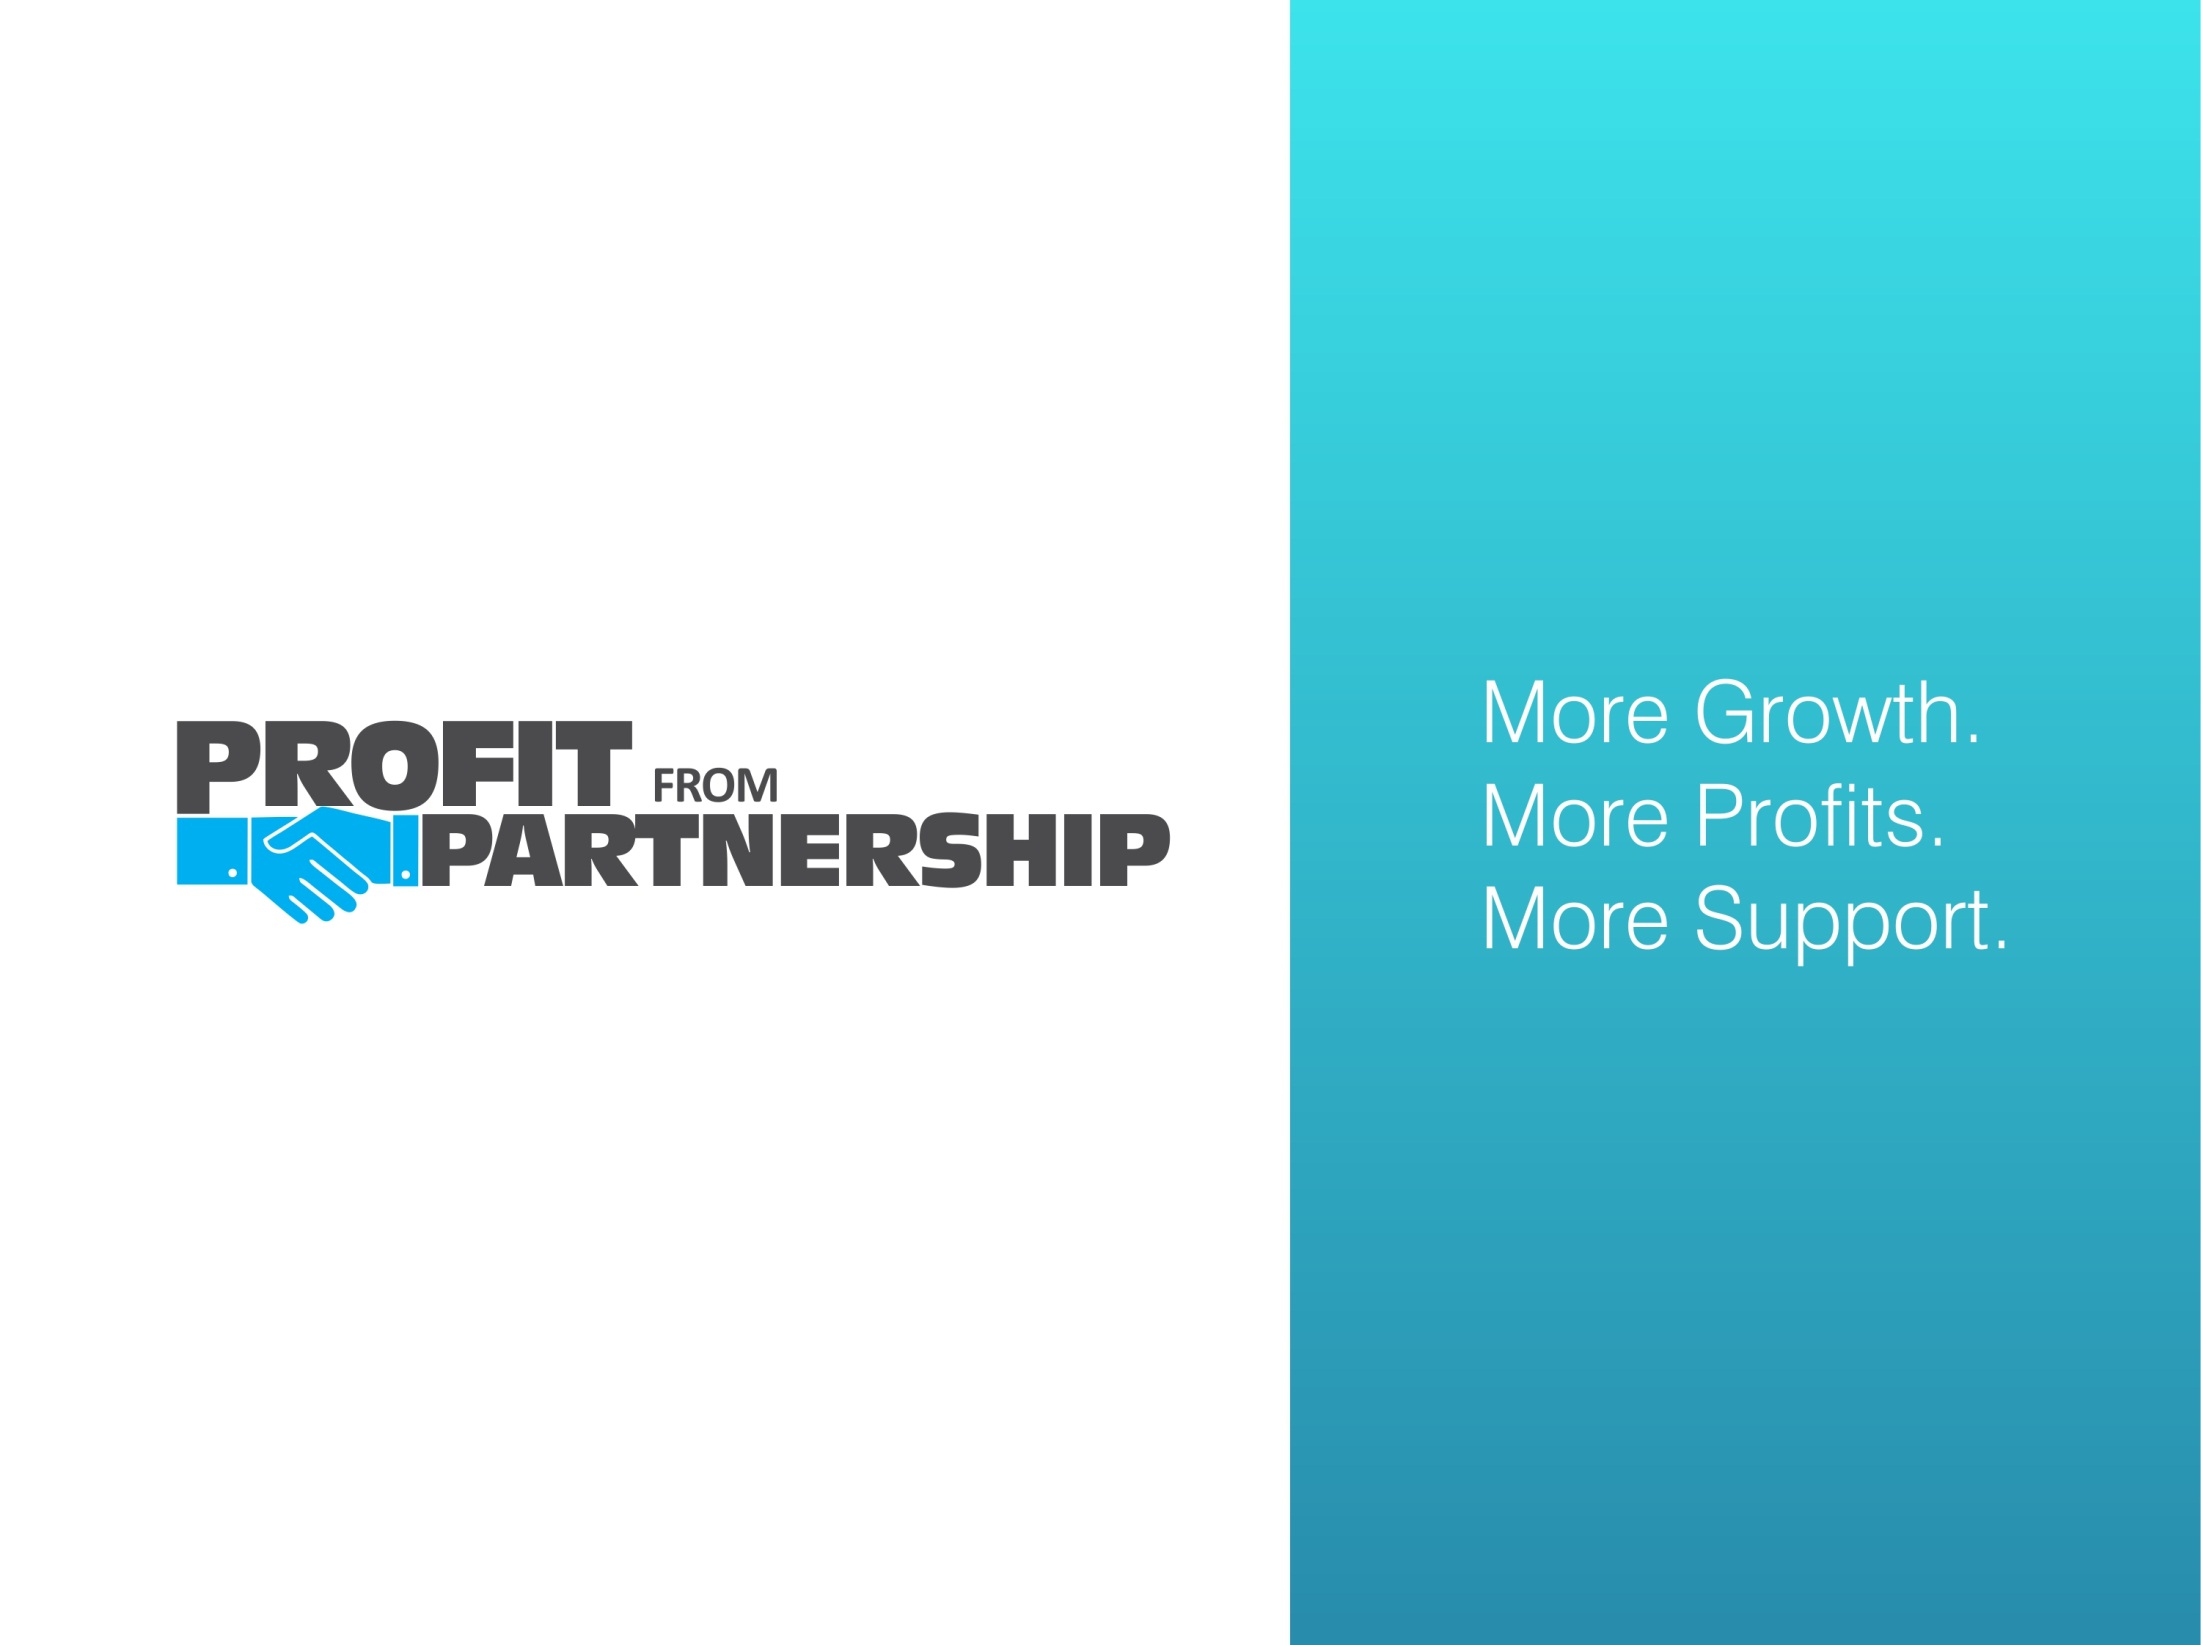 PROFIT FROM
PARTNERSHIP
More Growth.
More Profits.
More Support.